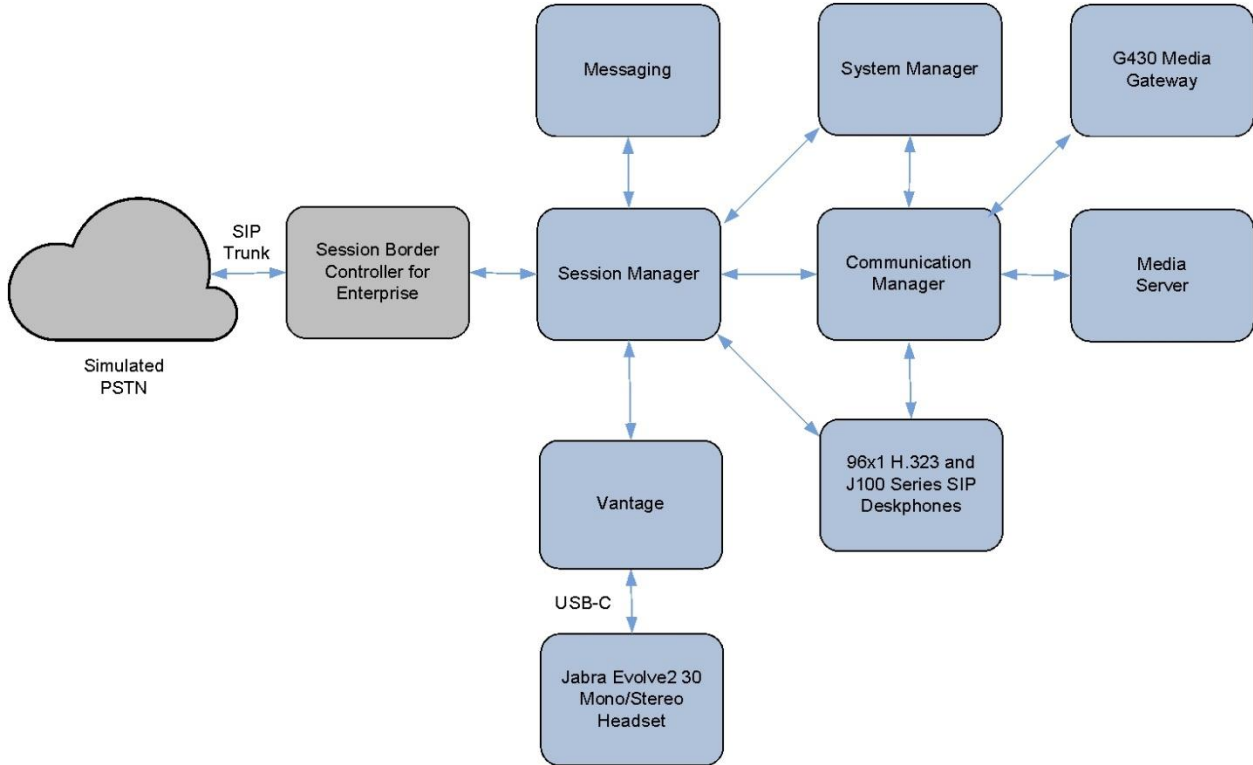 Messaging
System Manager
G430 Media
Gateway
SIP
Trunk
Session Border
Controller for
Enterprise
Session Manager
Communication
Manager
Media
Server
Simulated
PSTN
Vantage
96x1 H.323 and
J100 Series SIP
Deskphones
USB-C
Jabra Evolve2 30
Mono/Stereo
Headset